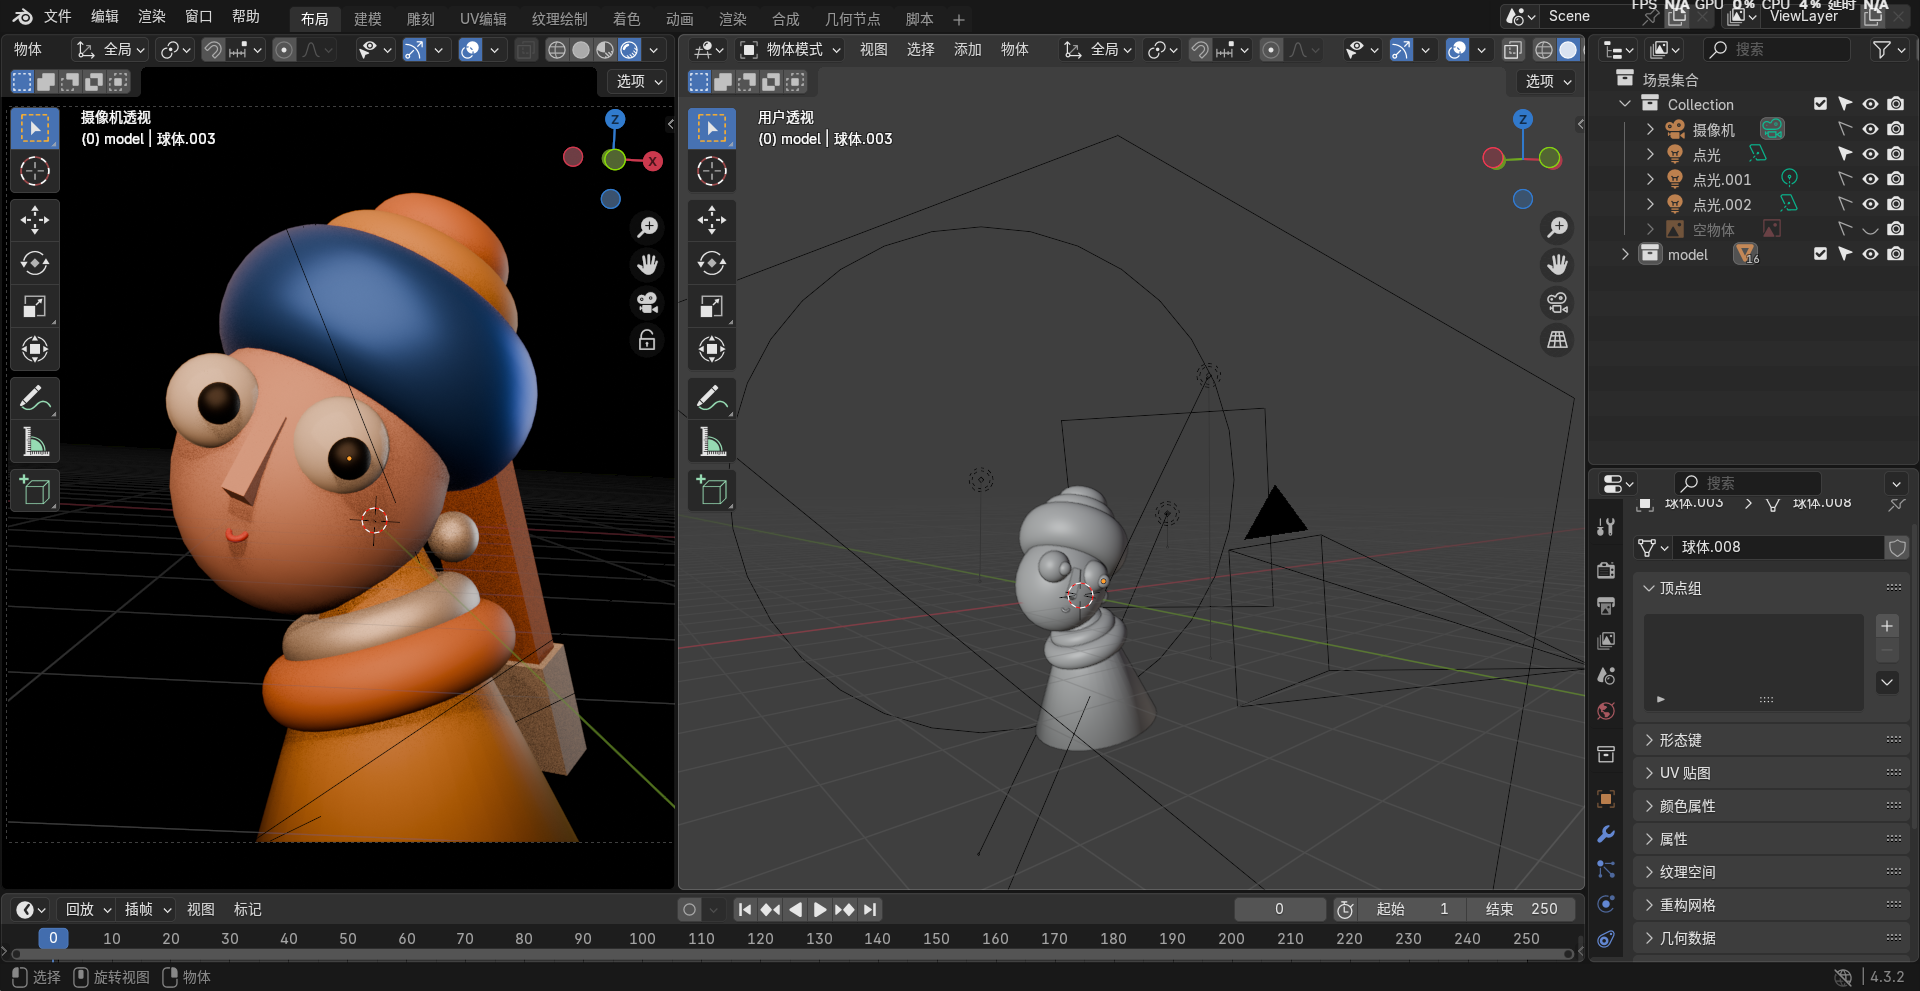 FPS N/A GPU 0% CPU 4% 延时 N/A
文件 编辑 渲染 窗口 帮助 布局 建模 雕刻 UV编辑 纹理绘制 着色 动画 渲染 合成 几何节点 脚本 + Scene ViewLayer
物体 全局
选项
摄像机透视
(0) model | 球体.003
Z
X
物体模式 视图 选择 添加 物体 全局
选项
用户透视
(0) model | 球体.003
Z
搜索
场景集合
Collection
摄像机
点光
点光.001
点光.002
空物体
model 16
搜索
球体.003 球体.008
球体.008
顶点组
形态键
UV 贴图
颜色属性
属性
纹理空间
重构网格
几何数据
回放 插帧 视图 标记 0 起始 1 结束 250
0 10 20 30 40 50 60 70 80 90 100 110 120 130 140 150 160 170 180 190 200 210 220 230 240 250
选择 旋转视图 物体 4.3.2